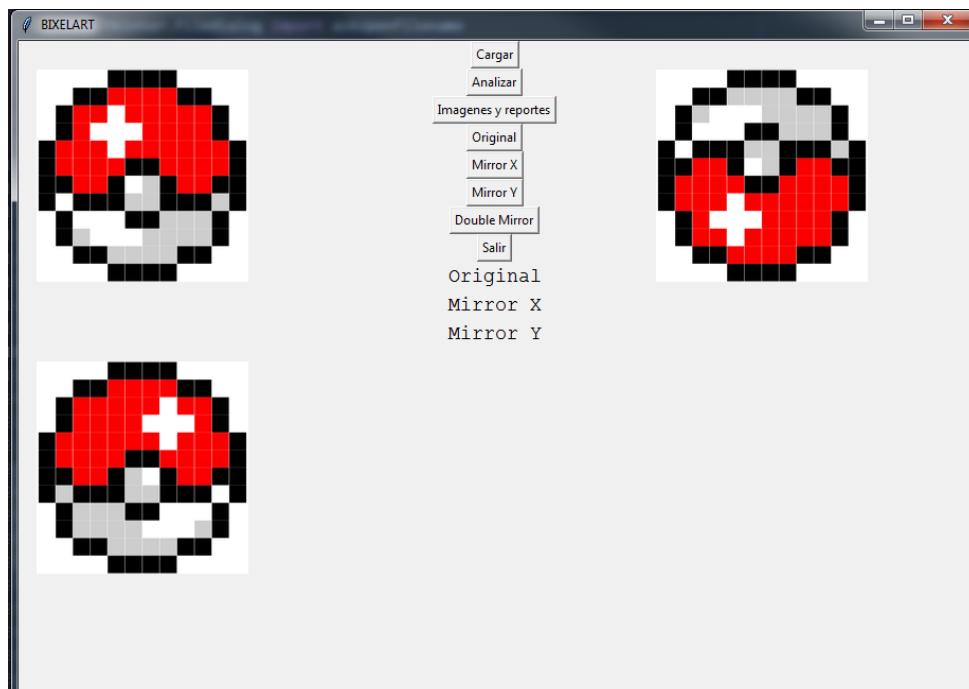 BIXELART
Cargar
Analizar
Imagenes y reportes
Original
Mirror X
Mirror Y
Double Mirror
Salir
Original
Mirror X
Mirror Y